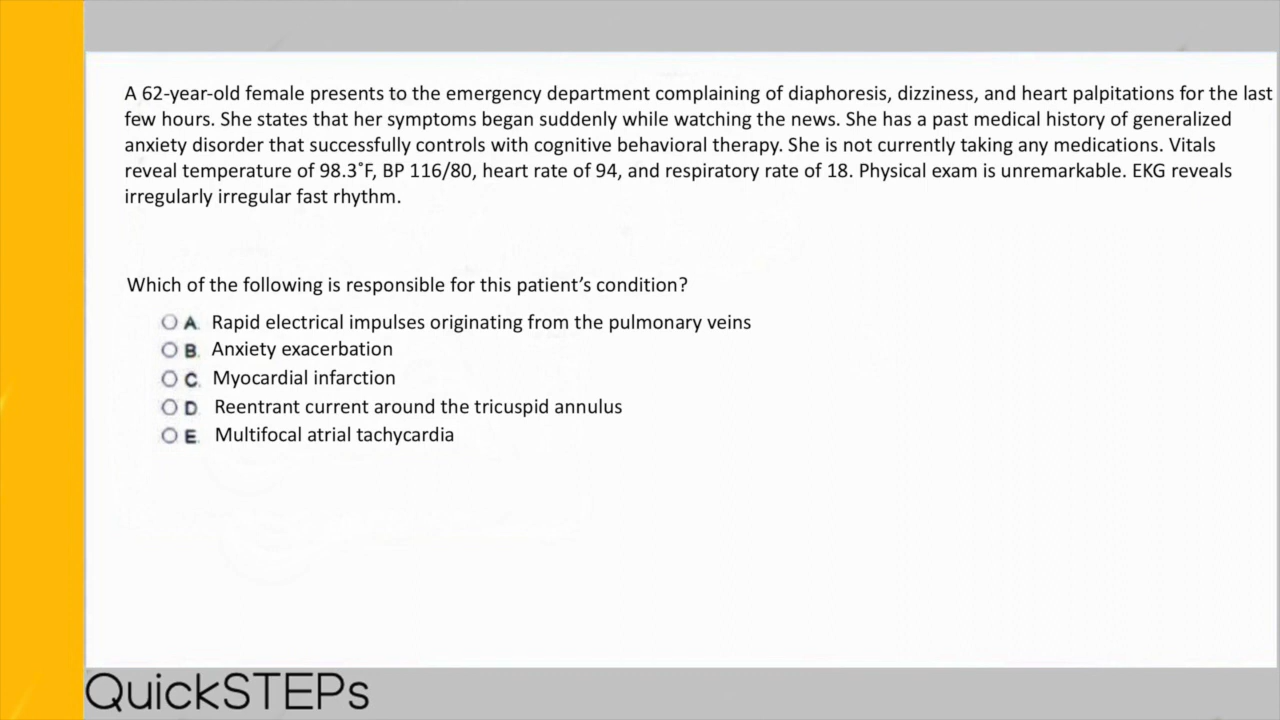 A 62-year-old female presents to the emergency department complaining of diaphoresis, dizziness, and heart palpitations for the last
few hours. She states that her symptoms began suddenly while watching the news. She has a past medical history of generalized
anxiety disorder that successfully controls with cognitive behavioral therapy. She is not currently taking any medications. Vitals
reveal temperature of 98.3˚F, BP 116/80, heart rate of 94, and respiratory rate of 18. Physical exam is unremarkable. EKG reveals
irregularly irregular fast rhythm.
Which of the following is responsible for this patient’s condition?
A. Rapid electrical impulses originating from the pulmonary veins
B. Anxiety exacerbation
C. Myocardial infarction
D. Reentrant current around the tricuspid annulus
E. Multifocal atrial tachycardia
QuickSTEPs